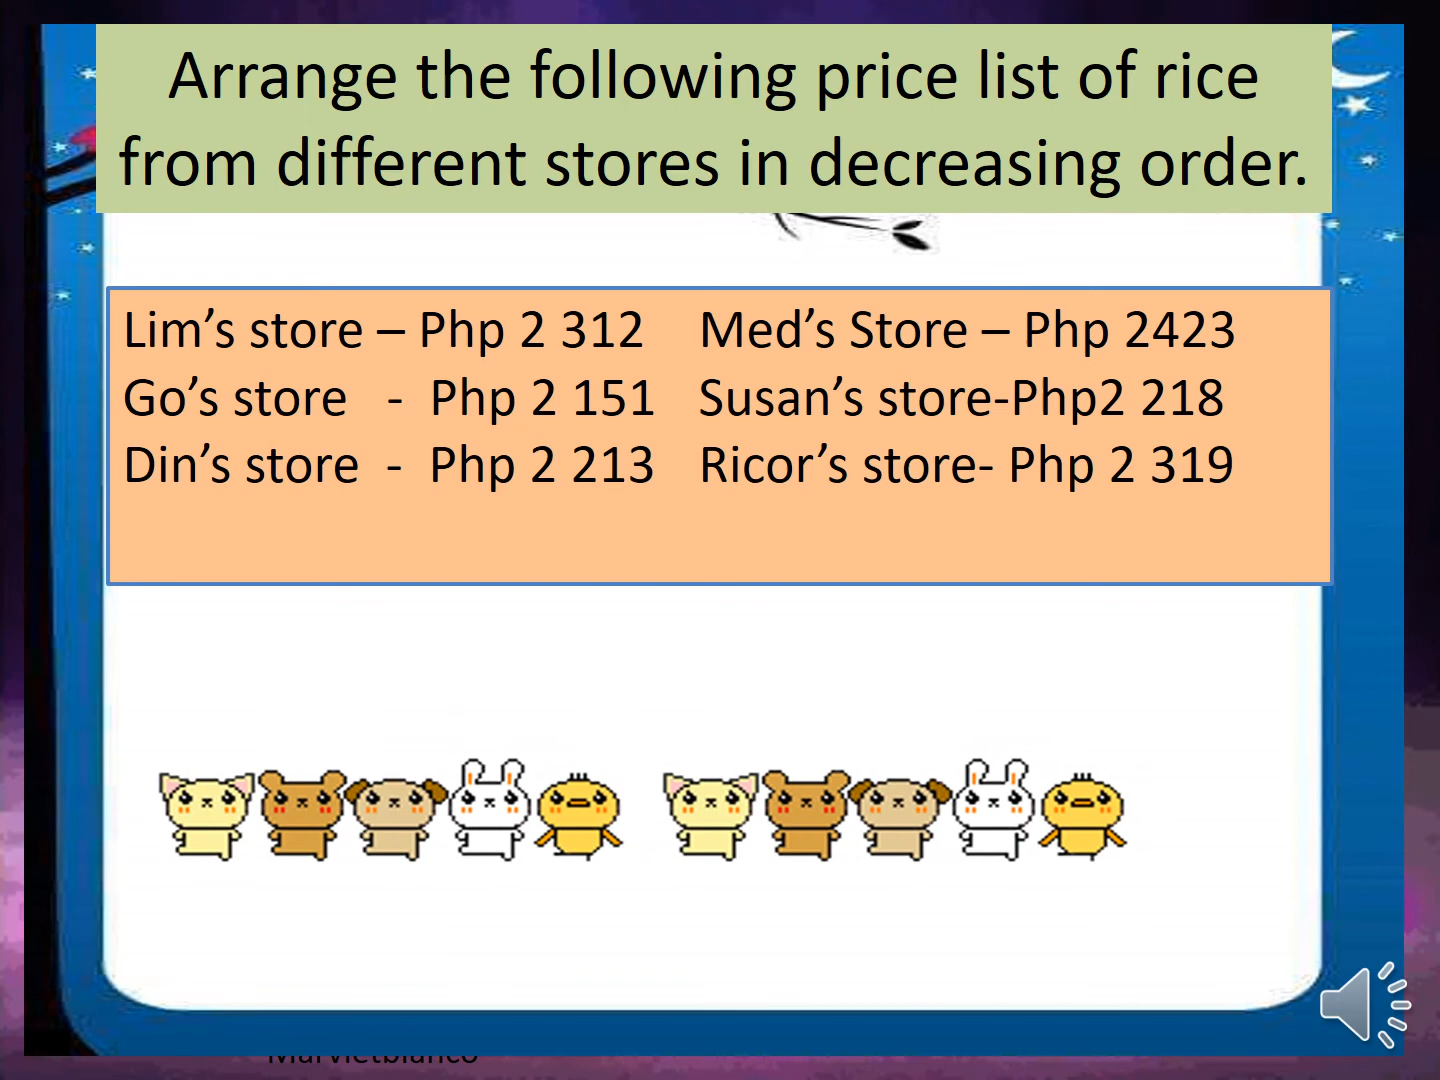 Arrange the following price list of rice
from different stores in decreasing order.
Lim’s store – Php 2 312 Med’s Store – Php 2423
Go’s store - Php 2 151 Susan’s store-Php2 218
Din’s store - Php 2 213 Ricor’s store- Php 2 319